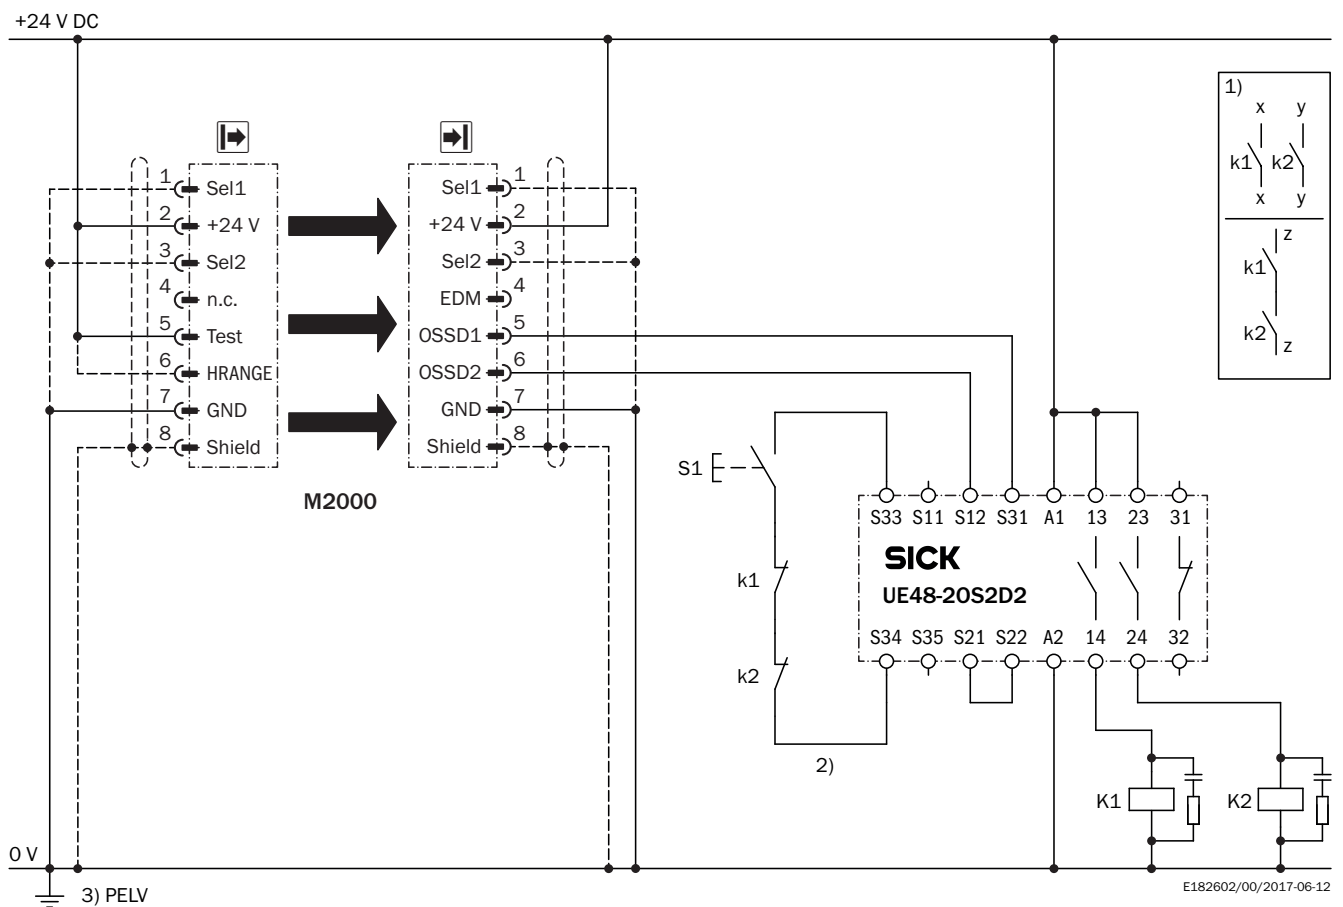 +24 V DC
1)
x y
k1 k2
x y
z
k1
k2
z
1 Sel1
2 +24 V
3 Sel2
4 n.c.
5 Test
6 HRANGE
7 GND
8 Shield
Sel1 1
+24 V 2
Sel2 3
EDM 4
OSSD1 5
OSSD2 6
GND 7
Shield 8
M2000
S1
k1
k2
2)
S33 S11 S12 S31 A1 13 23 31
SICK
UE48-2OS2D2
S34 S35 S21 S22 A2 14 24 32
K1
K2
0 V
3) PELV
E182602/00/2017-06-12